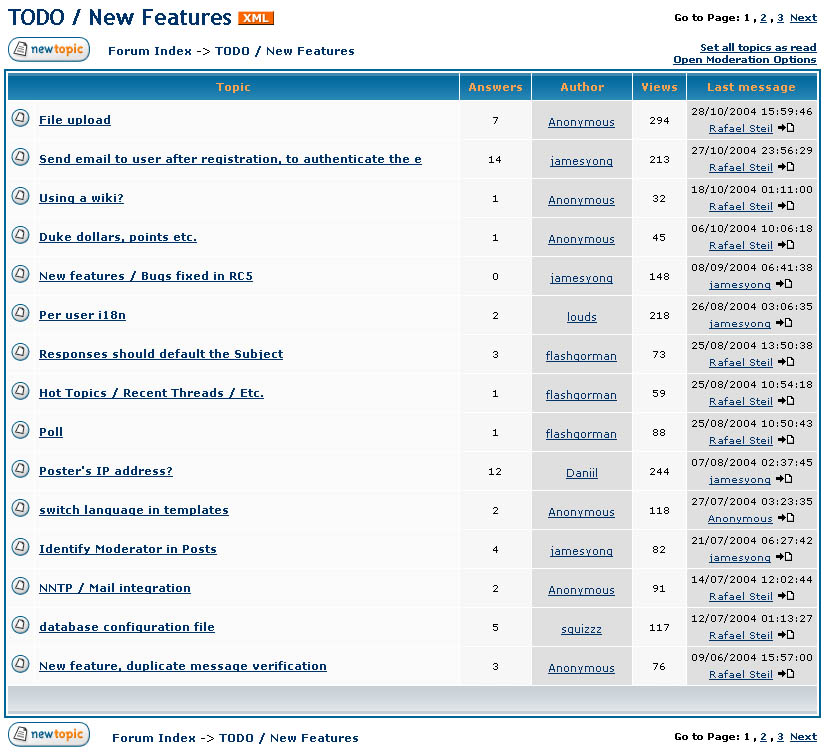 TODO / New Features XML
Go to Page: 1 , 2 , 3 Next
newtopic Forum Index -> TODO / New Features
Set all topics as read
Open Moderation Options
Topic Answers Author Views Last message
File upload 7 Anonymous 294 28/10/2004 15:59:46
Rafael Steil
Send email to user after registration, to authenticate the e 14 jamesyong 213 27/10/2004 23:56:29
Rafael Steil
Using a wiki? 1 Anonymous 32 18/10/2004 01:11:00
Rafael Steil
Duke dollars, points etc. 1 Anonymous 45 06/10/2004 10:06:18
Rafael Steil
New features / Bugs fixed in RC5 0 jamesyong 148 08/09/2004 06:41:38
jamesyong
Per user i18n 2 louds 218 26/08/2004 03:06:35
jamesyong
Responses should default the Subject 3 flashgorman 73 25/08/2004 13:50:38
Rafael Steil
Hot Topics / Recent Threads / Etc. 1 flashgorman 59 25/08/2004 10:54:18
Rafael Steil
Poll 1 flashgorman 88 25/08/2004 10:50:43
Rafael Steil
Poster's IP address? 12 Daniil 244 07/08/2004 02:37:45
jamesyong
switch language in templates 2 Anonymous 118 27/07/2004 03:23:35
Anonymous
Identify Moderator in Posts 4 jamesyong 82 21/07/2004 06:27:42
jamesyong
NNTP / Mail integration 2 Anonymous 91 14/07/2004 12:02:44
Rafael Steil
database configuration file 5 squizzz 117 12/07/2004 01:13:27
Rafael Steil
New feature, duplicate message verification 3 Anonymous 76 09/06/2004 15:57:00
Rafael Steil
newtopic Forum Index -> TODO / New Features
Go to Page: 1 , 2 , 3 Next